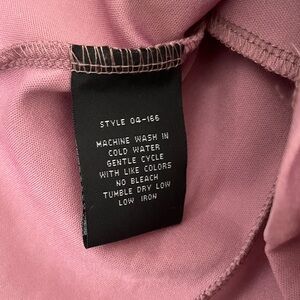 STYLE 04-166
MACHINE WASH IN
COLD WATER
GENTLE CYCLE
WITH LIKE COLORS
NO BLEACH
TUMBLE DRY LOW
LOW IRON